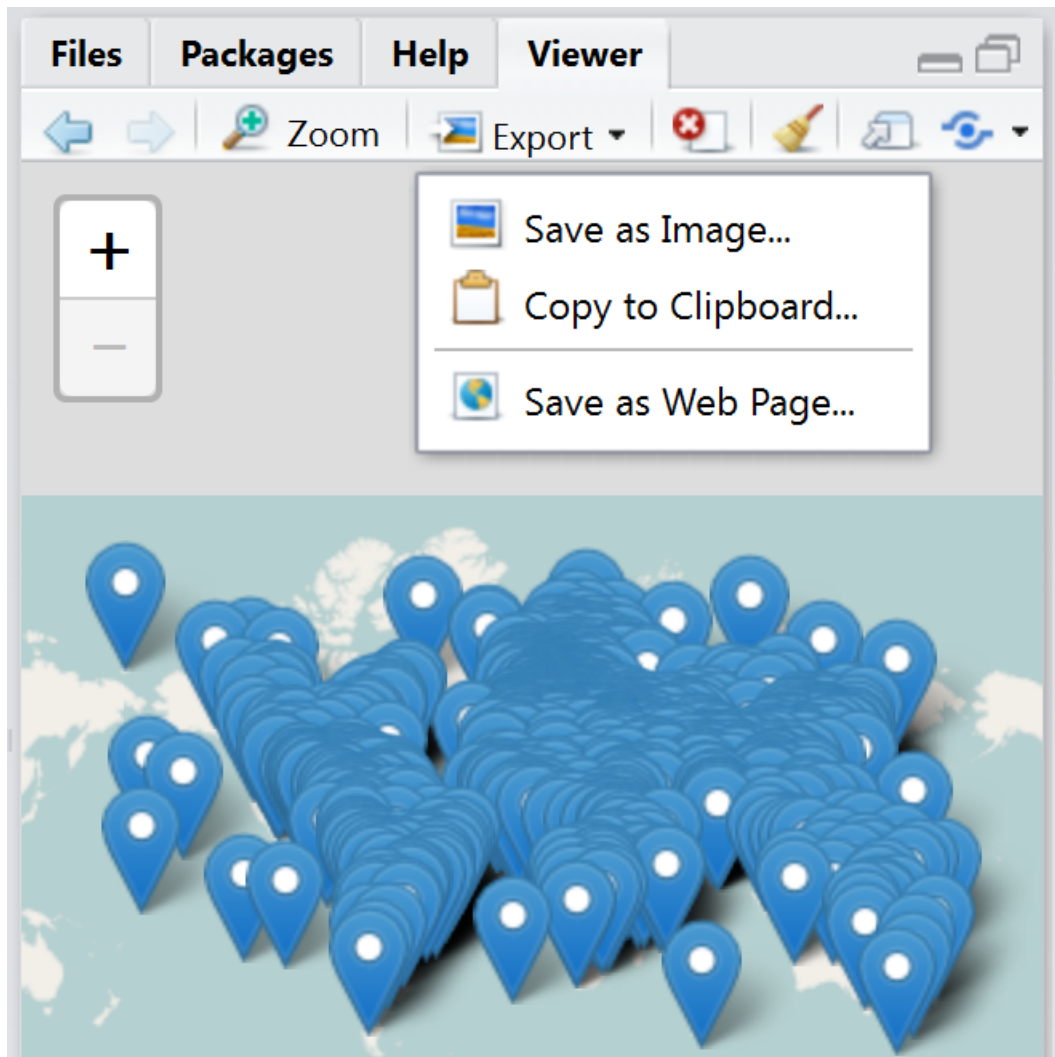 Files Packages Help Viewer
Zoom Export
Save as Image...
Copy to Clipboard...
Save as Web Page...
+
−